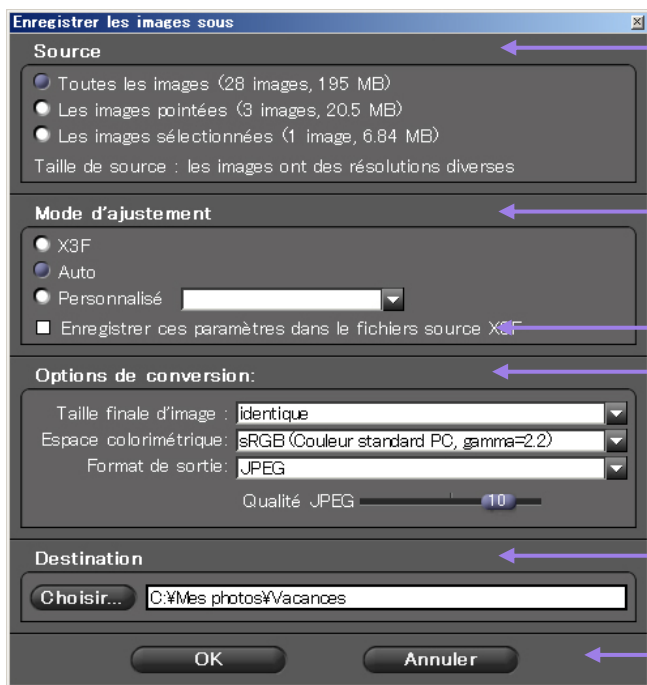 Enregistrer les images sous
Source
Toutes les images (28 images, 195 MB)
Les images pointées (3 images, 20.5 MB)
Les images sélectionnées (1 image, 6.84 MB)
Taille de source : les images ont des résolutions diverses
Mode d'ajustement
X3F
Auto
Personnalisé
Enregistrer ces paramètres dans le fichiers source X3F
Options de conversion:
Taille finale d'image : identique
Espace colorimétrique: sRGB (Couleur standard PC, gamma=2.2)
Format de sortie: JPEG
Qualité JPEG 10
Destination
Choisir... C:¥Mes photos¥Vacances
OK Annuler